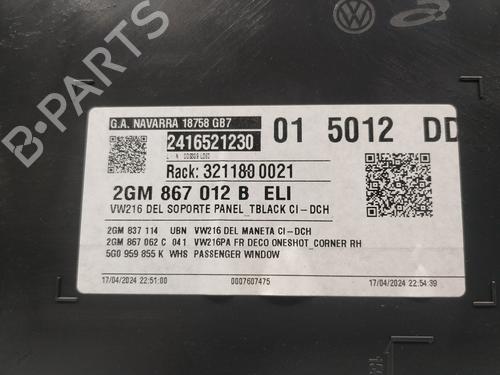 B-PARTS
G.A. NAVARRA 18758 GB7
2416521230
01 5012 DD
Rack: 3211800021
2GM 867 012 B ELI
VW216 DEL SOPORTE PANEL_TBLACK CI-DCH
2GM 837 114 UBN VW216 DEL MANETA CI-DCH
2GM 867 062 C 041 VW216PA FR DECO ONESHOT_CORNER RH
5G0 959 855 K WHS PASSENGER WINDOW
17/04/2024 22:51:00 0007607475 17/04/2024 22:54:39